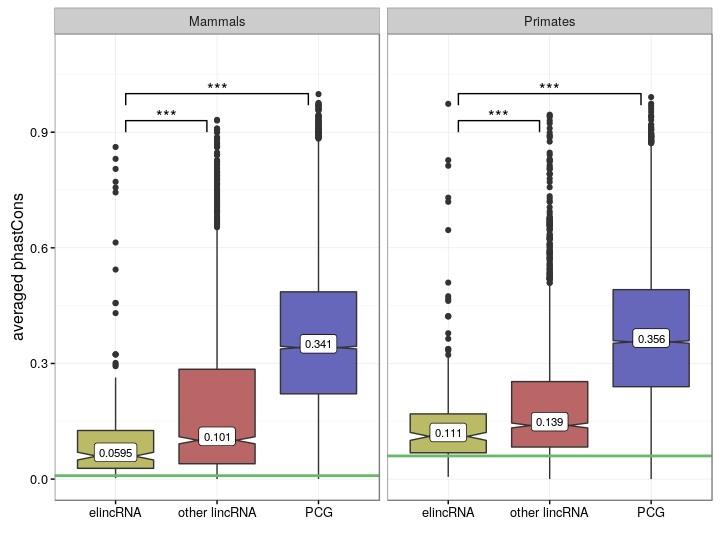 Mammals
Primates
averaged phastCons
0.9
0.6
0.3
0.0
***
***
0.0595
0.101
0.341
***
***
0.111
0.139
0.356
elincRNA
other lincRNA
PCG
elincRNA
other lincRNA
PCG